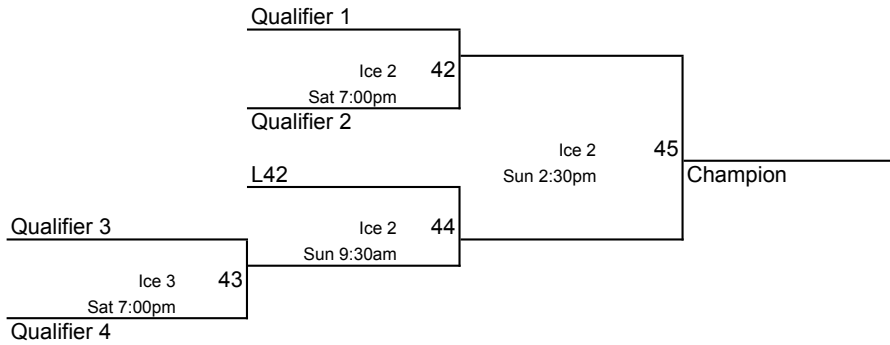 Qualifier 1
Ice 2 42
Sat 7:00pm
Qualifier 2
Ice 2 45
Sun 2:30pm
Champion
L42
Ice 2 44
Sun 9:30am
Qualifier 3
Ice 3 43
Sat 7:00pm
Qualifier 4